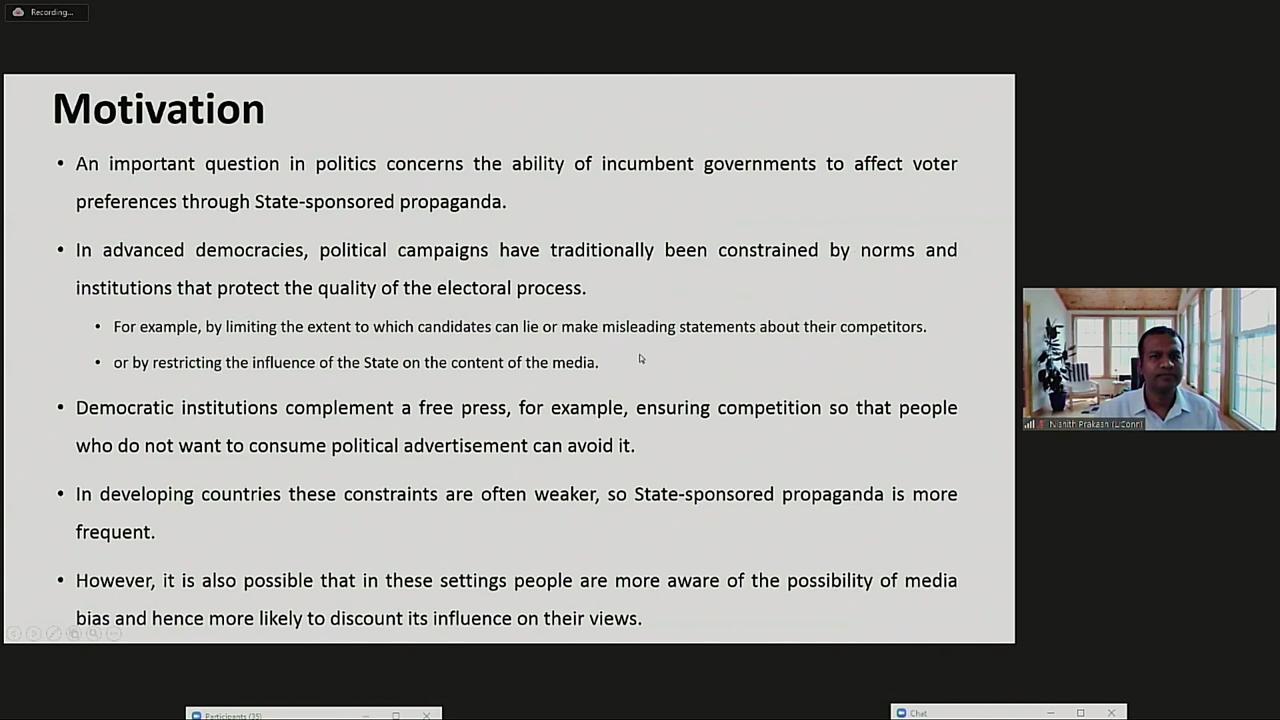 Recording...
Motivation
• An important question in politics concerns the ability of incumbent governments to affect voter
preferences through State-sponsored propaganda.
• In advanced democracies, political campaigns have traditionally been constrained by norms and
institutions that protect the quality of the electoral process.
• For example, by limiting the extent to which candidates can lie or make misleading statements about their competitors.
• or by restricting the influence of the State on the content of the media.
• Democratic institutions complement a free press, for example, ensuring competition so that people
who do not want to consume political advertisement can avoid it.
• In developing countries these constraints are often weaker, so State-sponsored propaganda is more
frequent.
• However, it is also possible that in these settings people are more aware of the possibility of media
bias and hence more likely to discount its influence on their views.
Nishith Prakash (UConn)
Participants (35)
Chat